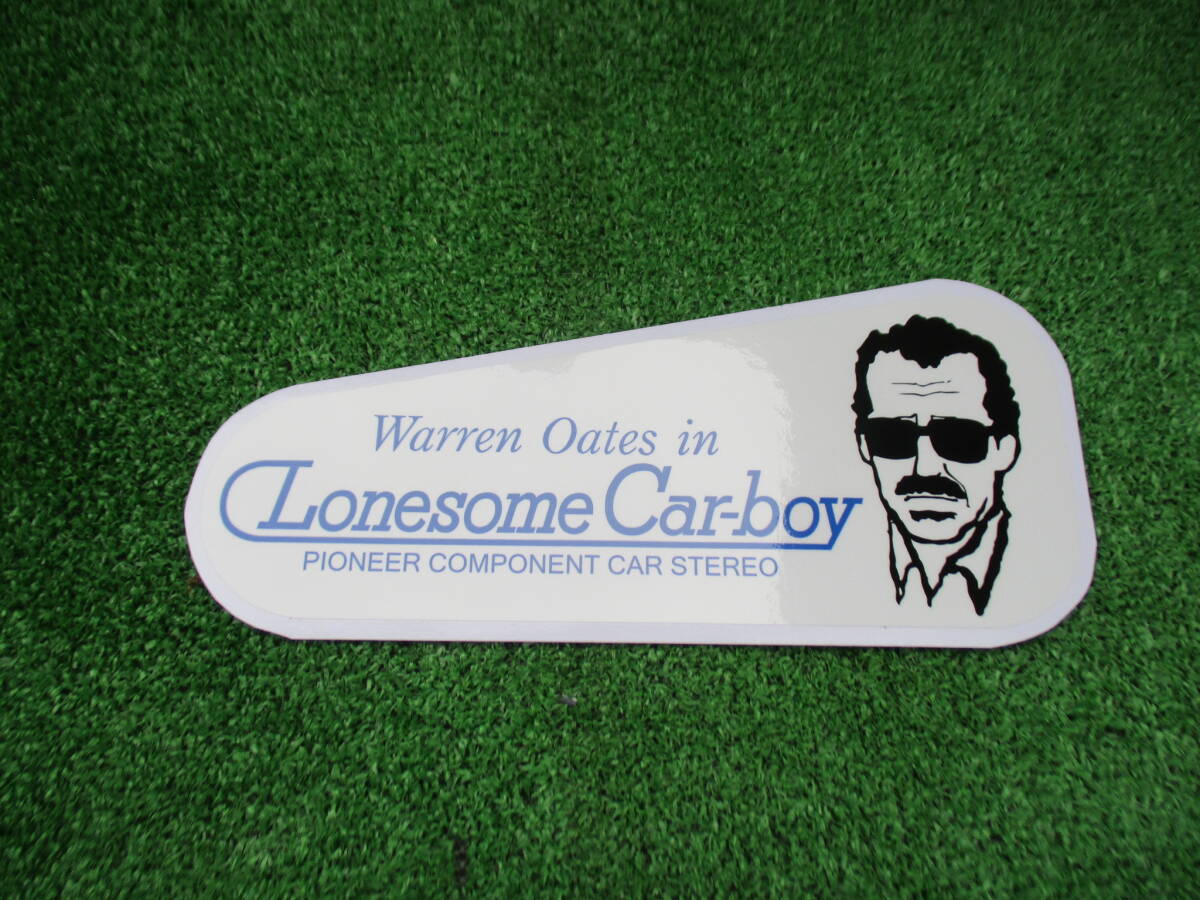 Warren Oates in
Lonesome Car-boy
PIONEER COMPONENT CAR STEREO